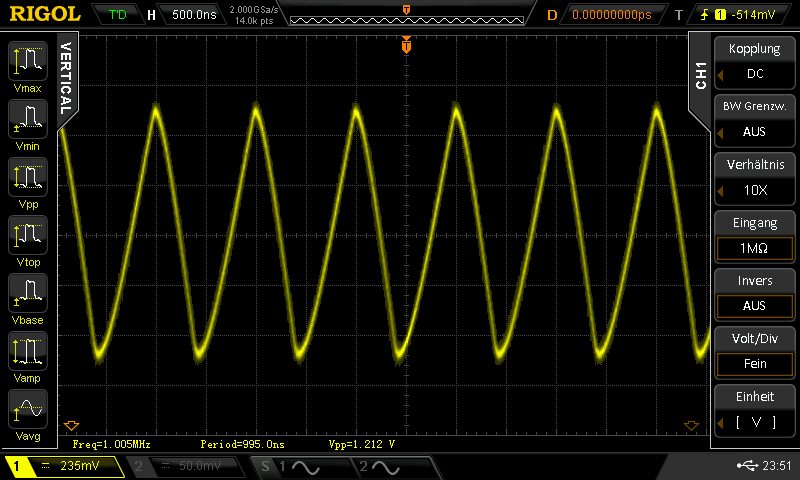 RIGOL T'D H 500.0ns 2.000GSa/s 14.0k pts T D 0.00000000ps T 1 -514mV
VERTICAL
Vmax
Vmin
Vpp
Vtop
Vbase
Vamp
Vavg
T
CH1
Kopplung
DC
BW Grenzw.
AUS
Verhältnis
10X
Eingang
1MΩ
Invers
AUS
Volt/Div
Fein
Einheit
[ V ]
Freq=1.005MHz Period=995.0ns Vpp=1.212 V
1 235mV 2 50.0mV S 1 2 23:51